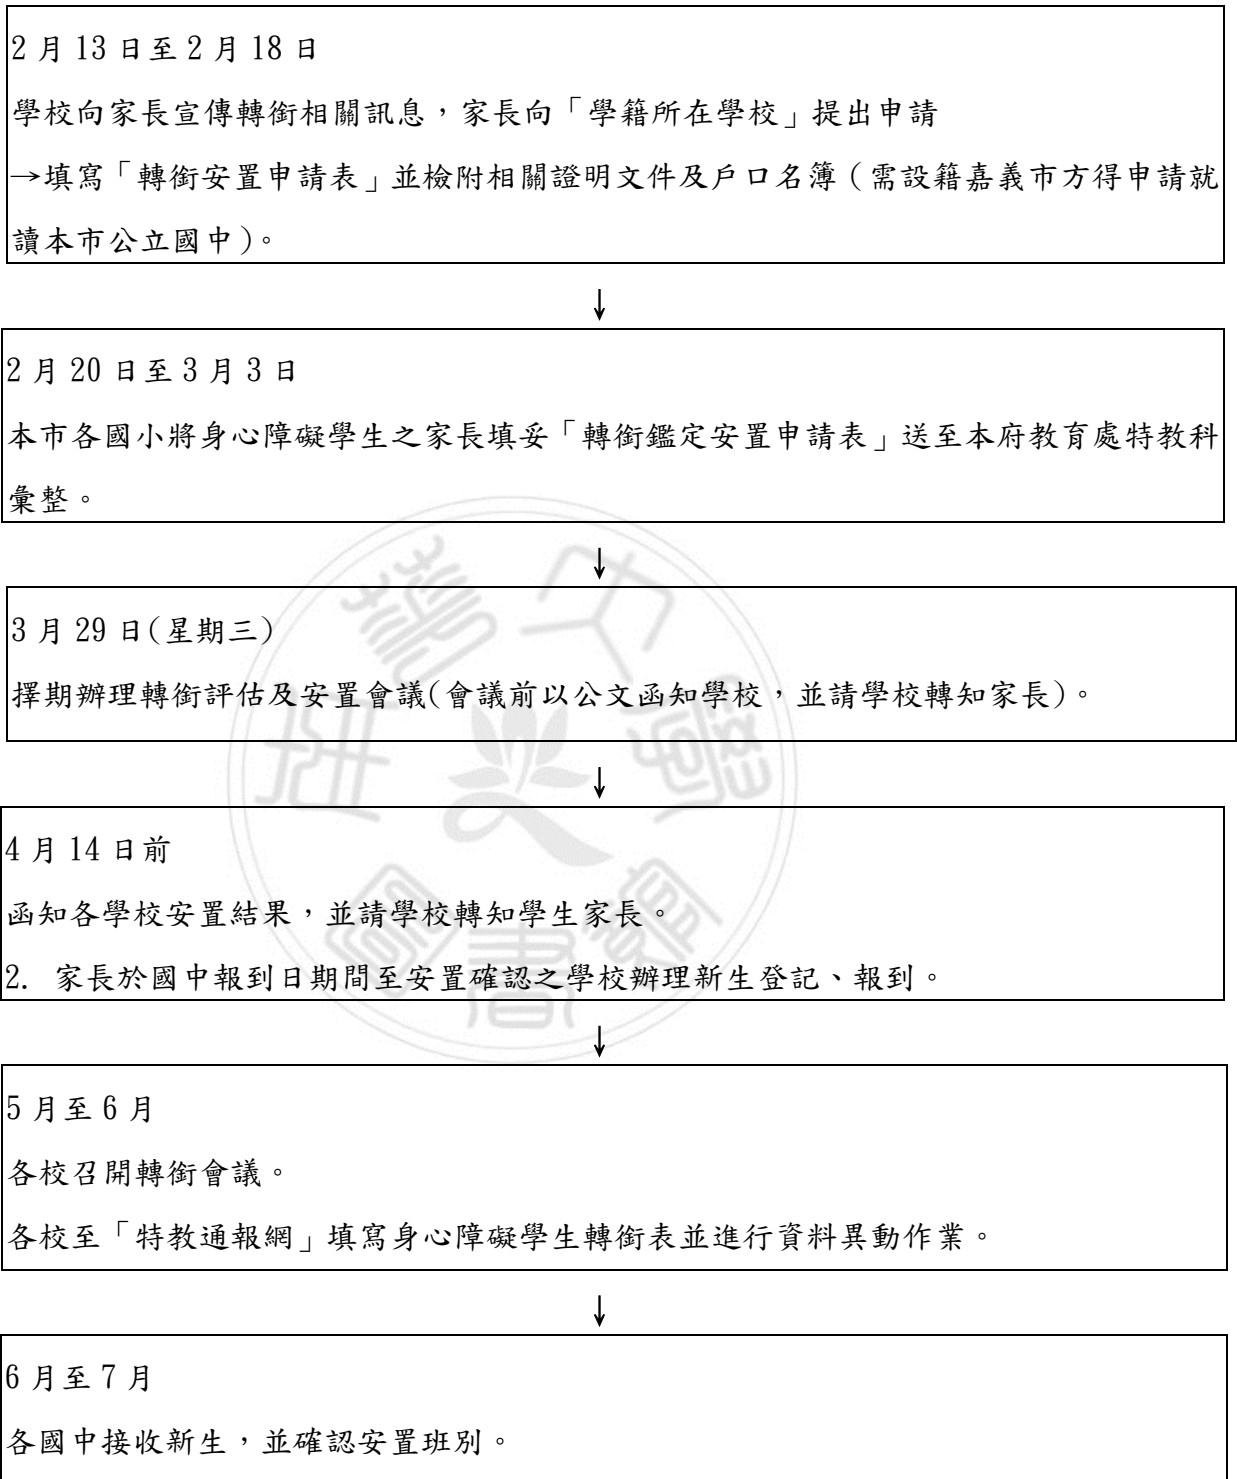 2 月 13 日至 2 月 18 日
學校向家長宣傳轉銜相關訊息，家長向「學籍所在學校」提出申請
→填寫「轉銜安置申請表」並檢附相關證明文件及戶口名簿（需設籍嘉義市方得申請就
讀本市公立國中）。
↓
2 月 20 日至 3 月 3 日
本市各國小將身心障礙學生之家長填妥「轉銜鑑定安置申請表」送至本府教育處特教科
彙整。
↓
3 月 29 日(星期三)
擇期辦理轉銜評估及安置會議(會議前以公文函知學校，並請學校轉知家長)。
↓
4 月 14 日前
函知各學校安置結果，並請學校轉知學生家長。
2. 家長於國中報到日期間至安置確認之學校辦理新生登記、報到。
↓
5 月至 6 月
各校召開轉銜會議。
各校至「特教通報網」填寫身心障礙學生轉銜表並進行資料異動作業。
↓
6 月至 7 月
各國中接收新生，並確認安置班別。